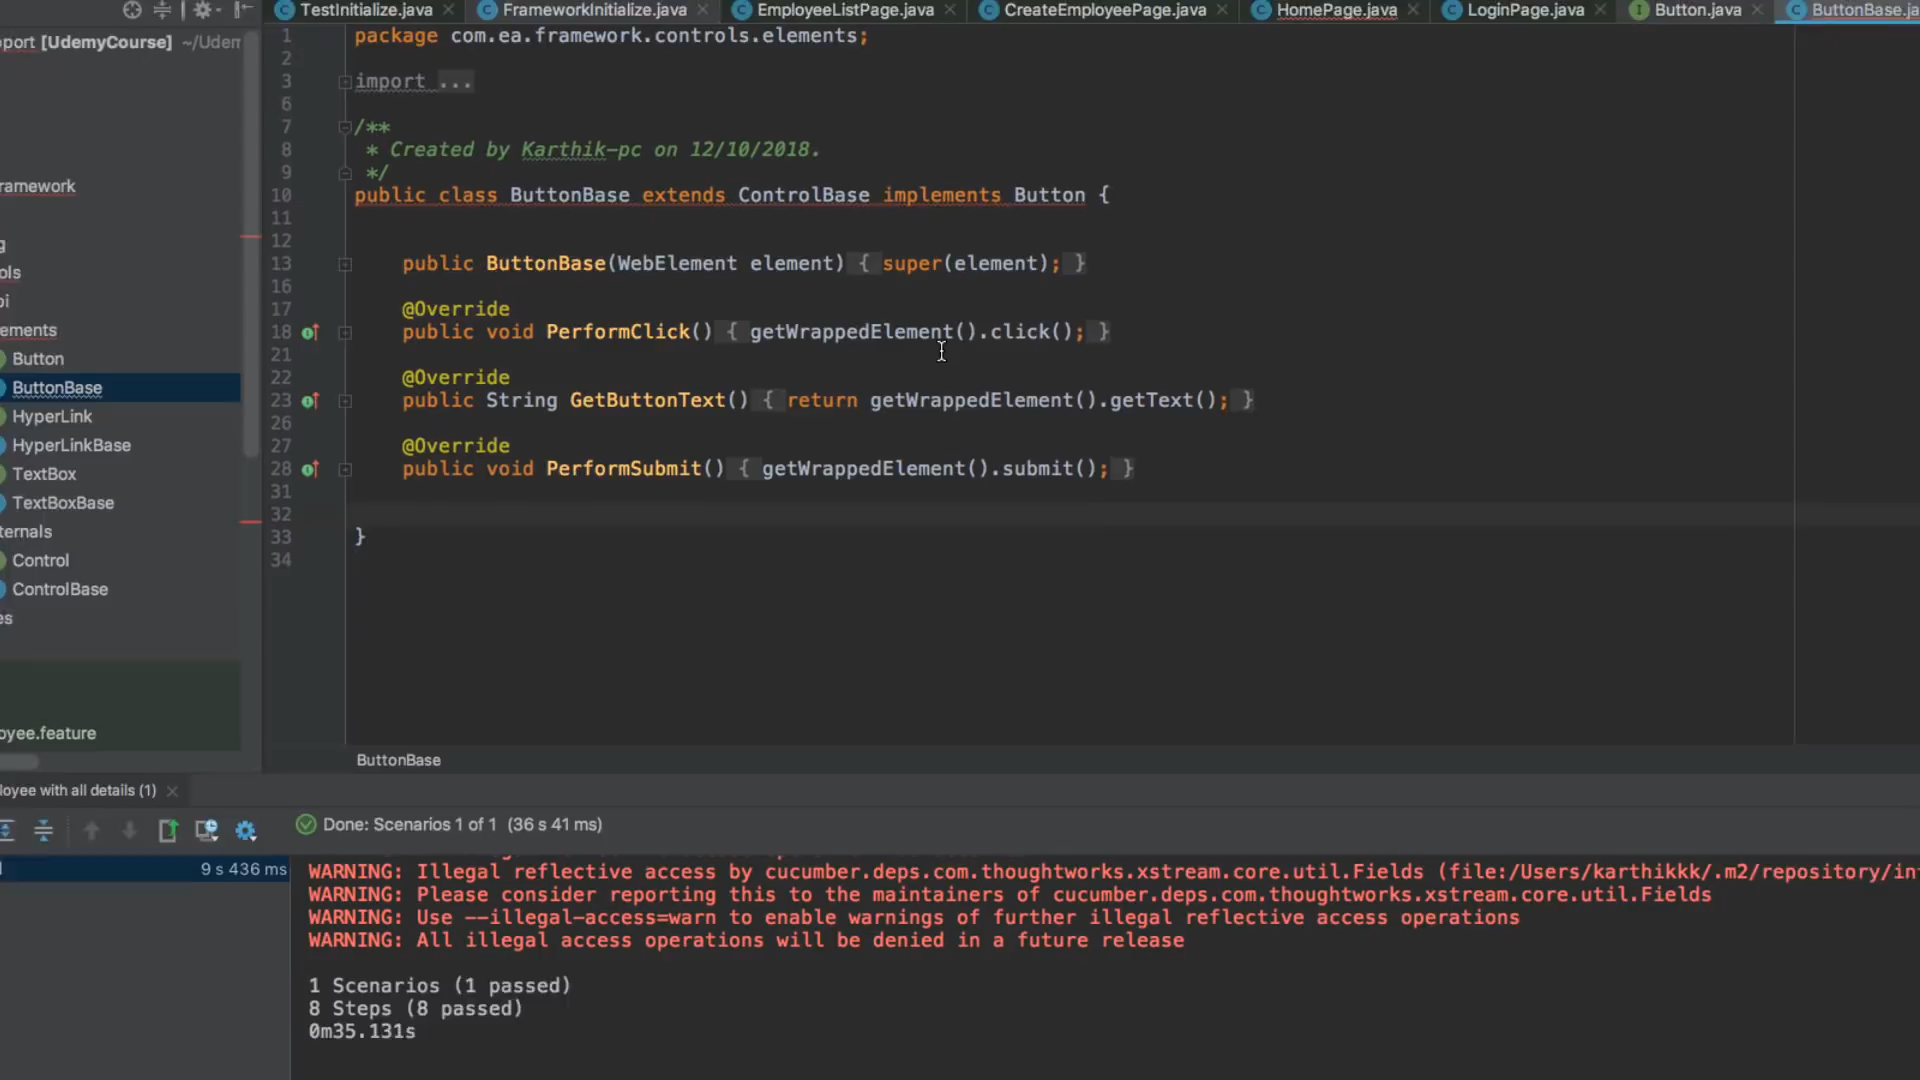 TestInitialize.java FrameworkInitialize.java EmployeeListPage.java CreateEmployeePage.java HomePage.java LoginPage.java Button.java ButtonBase.ja
port [UdemyCourse] ~/Uden
ramework
g
ols
pi
ements
Button
ButtonBase
HyperLink
HyperLinkBase
TextBox
TextBoxBase
ternals
Control
ControlBase
es
oyee.feature
1 package com.ea.framework.controls.elements;
2
3 import ...
6
7 /**
8 * Created by Karthik-pc on 12/10/2018.
9 */
10 public class ButtonBase extends ControlBase implements Button {
11
12
13 public ButtonBase(WebElement element) { super(element); }
16
17 @Override
18 public void PerformClick() { getWrappedElement().click(); }
21
22 @Override
23 public String GetButtonText() { return getWrappedElement().getText(); }
26
27 @Override
28 public void PerformSubmit() { getWrappedElement().submit(); }
31
32
33 }
34
ButtonBase
loyee with all details (1)
Done: Scenarios 1 of 1 (36 s 41 ms)
9 s 436 ms
WARNING: Illegal reflective access by cucumber.deps.com.thoughtworks.xstream.core.util.Fields (file:/Users/karthikkk/.m2/repository/in
WARNING: Please consider reporting this to the maintainers of cucumber.deps.com.thoughtworks.xstream.core.util.Fields
WARNING: Use --illegal-access=warn to enable warnings of further illegal reflective access operations
WARNING: All illegal access operations will be denied in a future release
1 Scenarios (1 passed)
8 Steps (8 passed)
0m35.131s